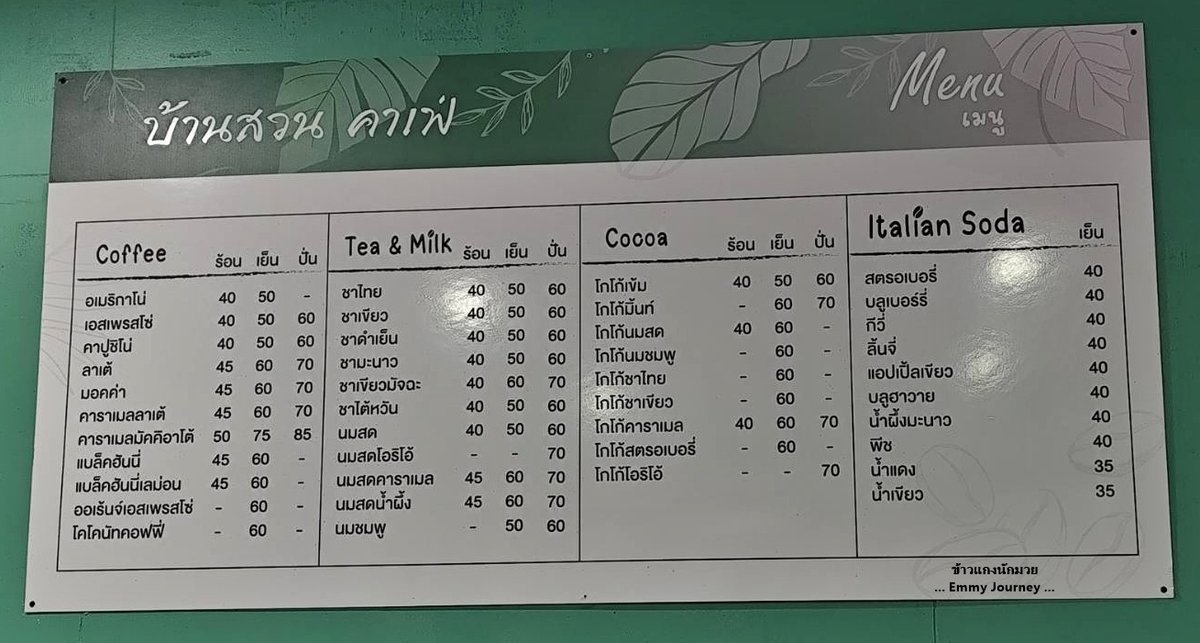 บ้านสวน คาเฟ่
Menu
เมนู
Coffee ร้อน เย็น ปั่น
อเมริกาโน่ 40 50 -
เอสเพรสโซ่ 40 50 60
คาปูชิโน่ 40 50 60
ลาเต้ 45 60 70
มอคค่า 45 60 70
คาราเมลลาเต้ 45 60 70
คาราเมลมัคคิอาโต้ 50 75 85
แบล็คฮันนี่ 45 60 -
แบล็คฮันนี่เลม่อน 45 60 -
ออเร้นจ์เอสเพรสโซ่ - 60 -
โคโคนัทคอฟฟี่ - 60 -
Tea & Milk ร้อน เย็น ปั่น
ชาไทย 40 50 60
ชาเขียว 40 50 60
ชาดำเย็น 40 50 60
ชามะนาว 40 50 60
ชาเขียวมัจฉะ 40 60 70
ชาไต้หวัน 40 50 60
นมสด 40 50 60
นมสดโอริโอ้ - - 70
นมสดคาราเมล 45 60 70
นมสดน้ำผึ้ง 45 60 70
นมชมพู - 50 60
Cocoa ร้อน เย็น ปั่น
โกโก้เข้ม 40 50 60
โกโก้มิ้นท์ - 60 70
โกโก้นมสด 40 60 -
โกโก้นมชมพู - 60 -
โกโก้ชาไทย - 60 -
โกโก้ชาเขียว - 60 -
โกโก้คาราเมล 40 60 70
โกโก้สตรอเบอรี่ - 60 -
โกโก้โอริโอ้ - - 70
Italian Soda เย็น
สตรอเบอรี่ 40
บลูเบอร์รี่ 40
กีวี่ 40
ลิ้นจี่ 40
แอปเปิ้ลเขียว 40
บลูฮาวาย 40
น้ำผึ้งมะนาว 40
พีช 40
น้ำแดง 35
น้ำเขียว 35
ข้าวแกงนักมวย
... Emmy Journey ...